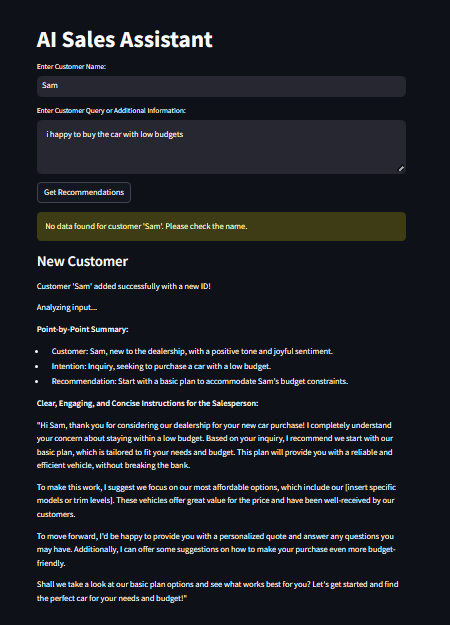 AI Sales Assistant
Enter Customer Name:
Sam
Enter Customer Query or Additional Information:
i happy to buy the car with low budgets
Get Recommendations
No data found for customer 'Sam'. Please check the name.
New Customer
Customer 'Sam' added successfully with a new ID!
Analyzing input...
Point-by-Point Summary:
• Customer: Sam, new to the dealership, with a positive tone and joyful sentiment.
• Intention: Inquiry, seeking to purchase a car with a low budget.
• Recommendation: Start with a basic plan to accommodate Sam's budget constraints.
Clear, Engaging, and Concise Instructions for the Salesperson:
"Hi Sam, thank you for considering our dealership for your new car purchase! I completely understand
your concern about staying within a low budget. Based on your inquiry, I recommend we start with our
basic plan, which is tailored to fit your needs and budget. This plan will provide you with a reliable and
efficient vehicle, without breaking the bank.
To make this work, I suggest we focus on our most affordable options, which include our [insert specific
models or trim levels]. These vehicles offer great value for the price and have been well-received by our
customers.
To move forward, I'd be happy to provide you with a personalized quote and answer any questions you
may have. Additionally, I can offer some suggestions on how to make your purchase even more budget-
friendly.
Shall we take a look at our basic plan options and see what works best for you? Let's get started and find
the perfect car for your needs and budget!"